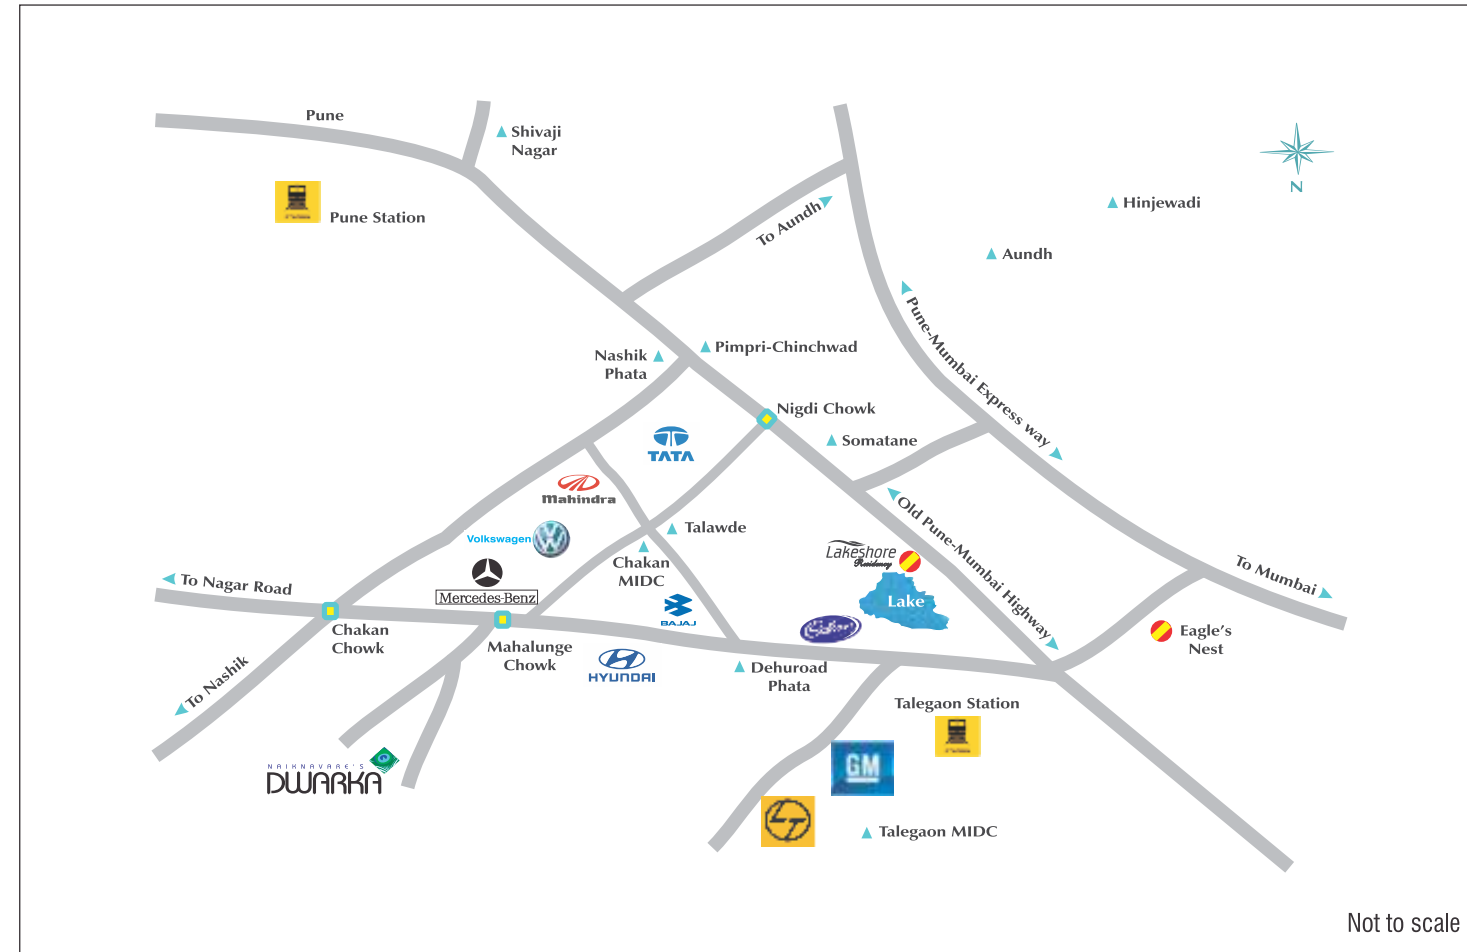 Pune
Shivaji
Nagar
Pune Station
To Aundh
N
Hinjewadi
Aundh
Pune-Mumbai Express way
Nashik
Phata
Pimpri-Chinchwad
Nigdi Chowk
Somatane
TATA
Mahindra
Volkswagen
Talawde
Chakan
MIDC
Old Pune-Mumbai Highway
Lakeshore
Residency
Lake
To Mumbai
To Nagar Road
Mercedes-Benz
BAJAJ
Chakan
Chowk
Mahalunge
Chowk
HYUNDAI
Dehuroad
Phata
Eagle's
Nest
To Nashik
Talegaon Station
NAIKNAVARE'S
DWARKA
GM
LT
Talegaon MIDC
Not to scale